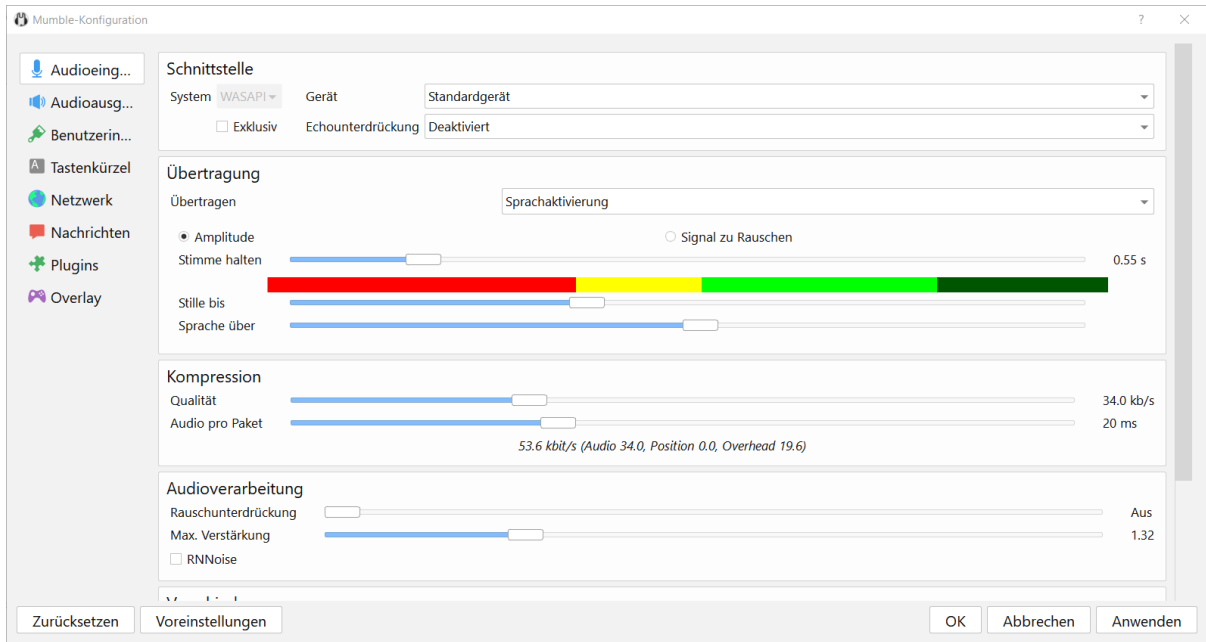 Mumble-Konfiguration
?
Audioeing...
Audioausg...
Benutzerin...
Tastenkürzel
Netzwerk
Nachrichten
Plugins
Overlay
Schnittstelle
System WASAPI Gerät Standardgerät
Exklusiv Echounterdrückung Deaktiviert
Übertragung
Übertragen Sprachaktivierung
Amplitude Signal zu Rauschen
Stimme halten 0.55 s
Stille bis
Sprache über
Kompression
Qualität 34.0 kb/s
Audio pro Paket 20 ms
53.6 kbit/s (Audio 34.0, Position 0.0, Overhead 19.6)
Audioverarbeitung
Rauschunterdrückung Aus
Max. Verstärkung 1.32
RNNoise
Zurücksetzen Voreinstellungen OK Abbrechen Anwenden